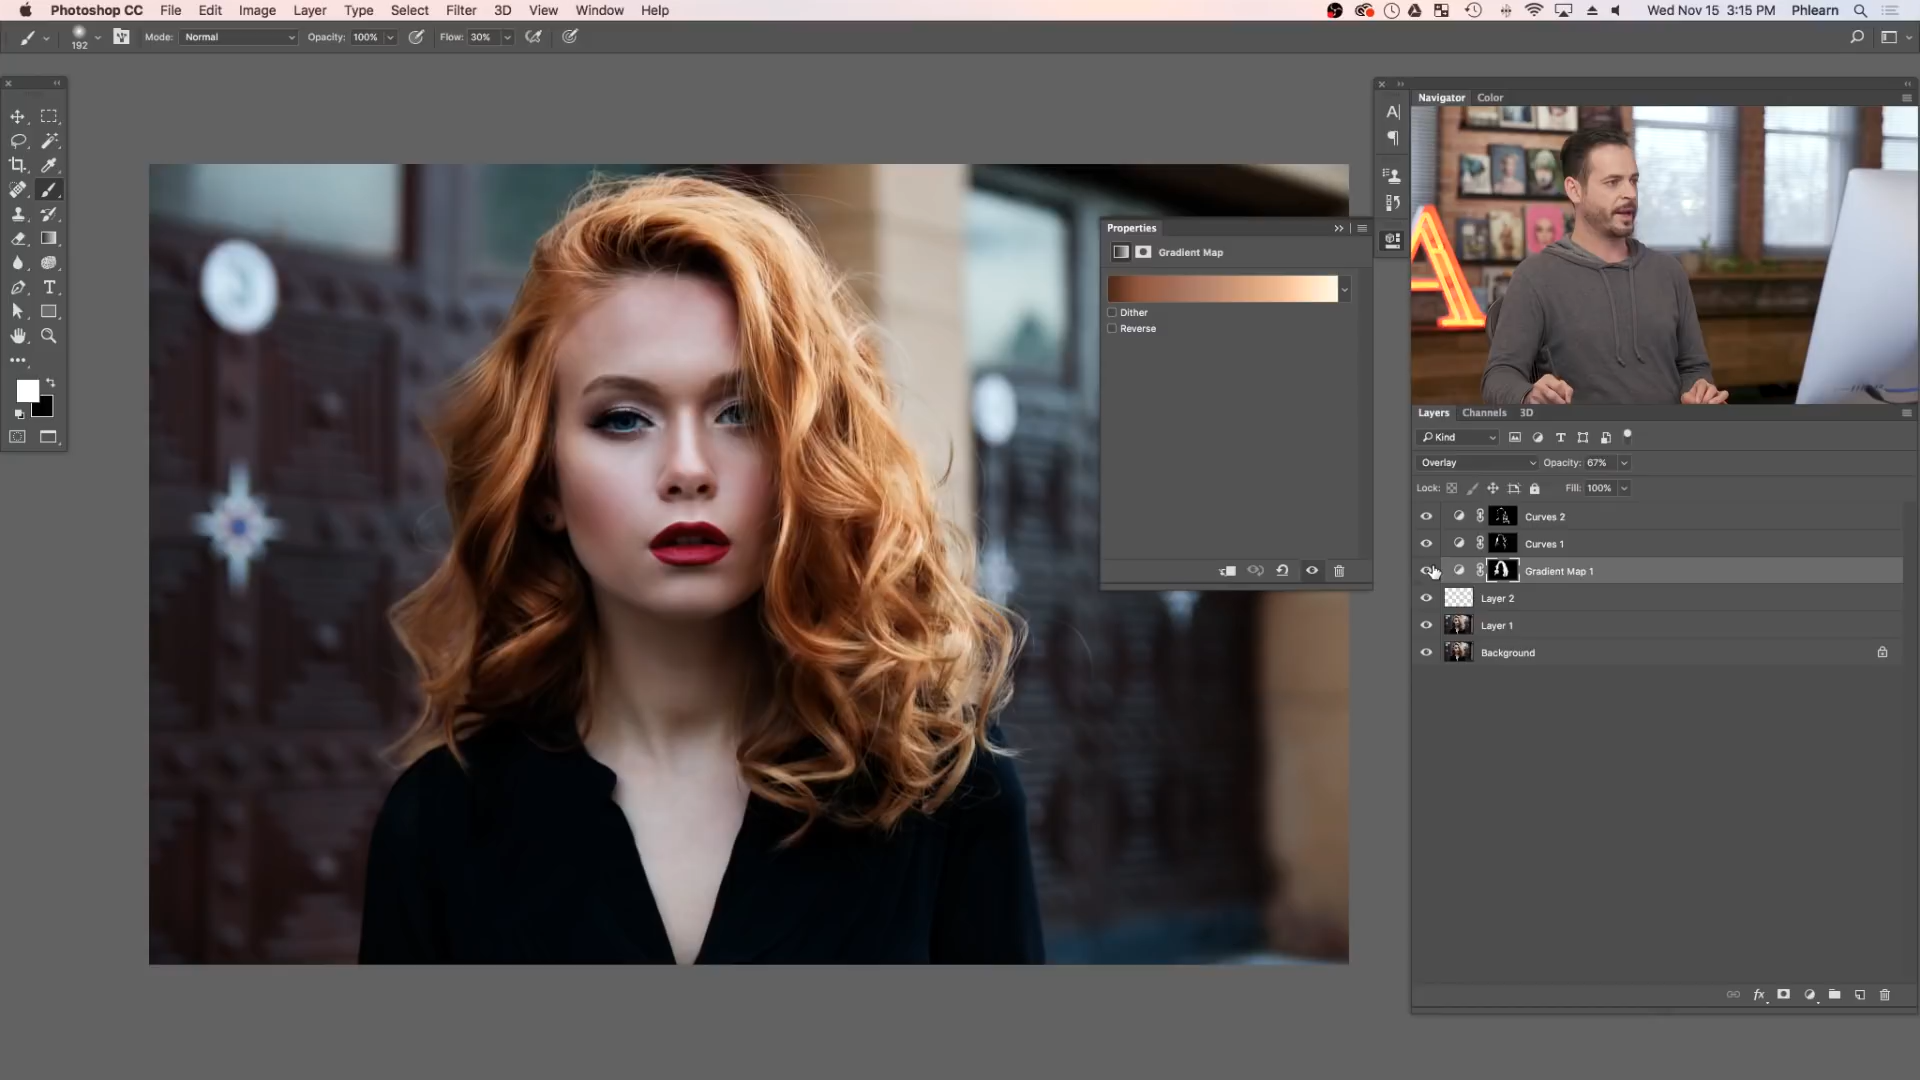 Photoshop CC File Edit Image Layer Type Select Filter 3D View Window Help Wed Nov 15 3:15 PM Phlearn
192 Mode: Normal Opacity: 100% Flow: 30%
Navigator Color
A
Properties
Gradient Map
Dither
Reverse
Layers Channels 3D
Kind
Overlay Opacity: 67%
Lock: Fill: 100%
Curves 2
Curves 1
Gradient Map 1
Layer 2
Layer 1
Background
fx